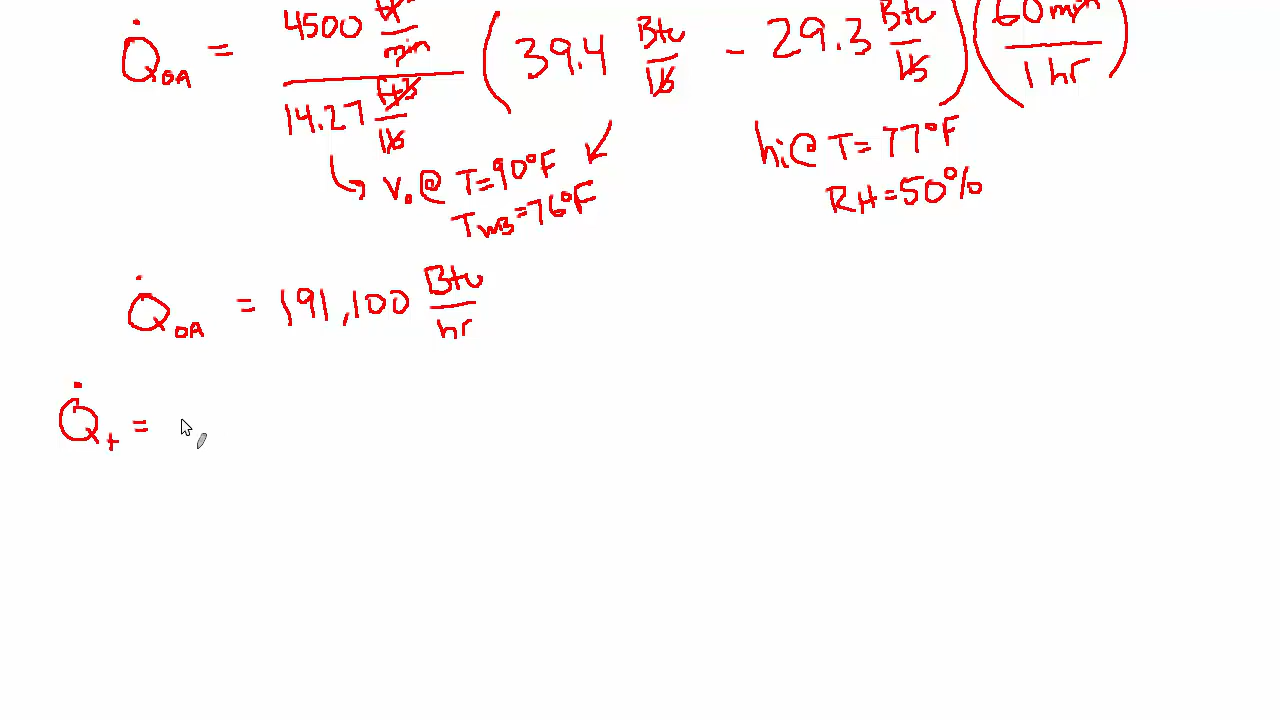 Q̇OA = 4500 ft³/min / 14.27 ft³/lb (39.4 Btu/lb - 29.3 Btu/lb)(60 min/1 hr)
↳ v₀ @ T=90°F hi@ T=77°F
TWB=76°F RH=50%
Q̇OA = 191,100 Btu/hr
Q̇t =